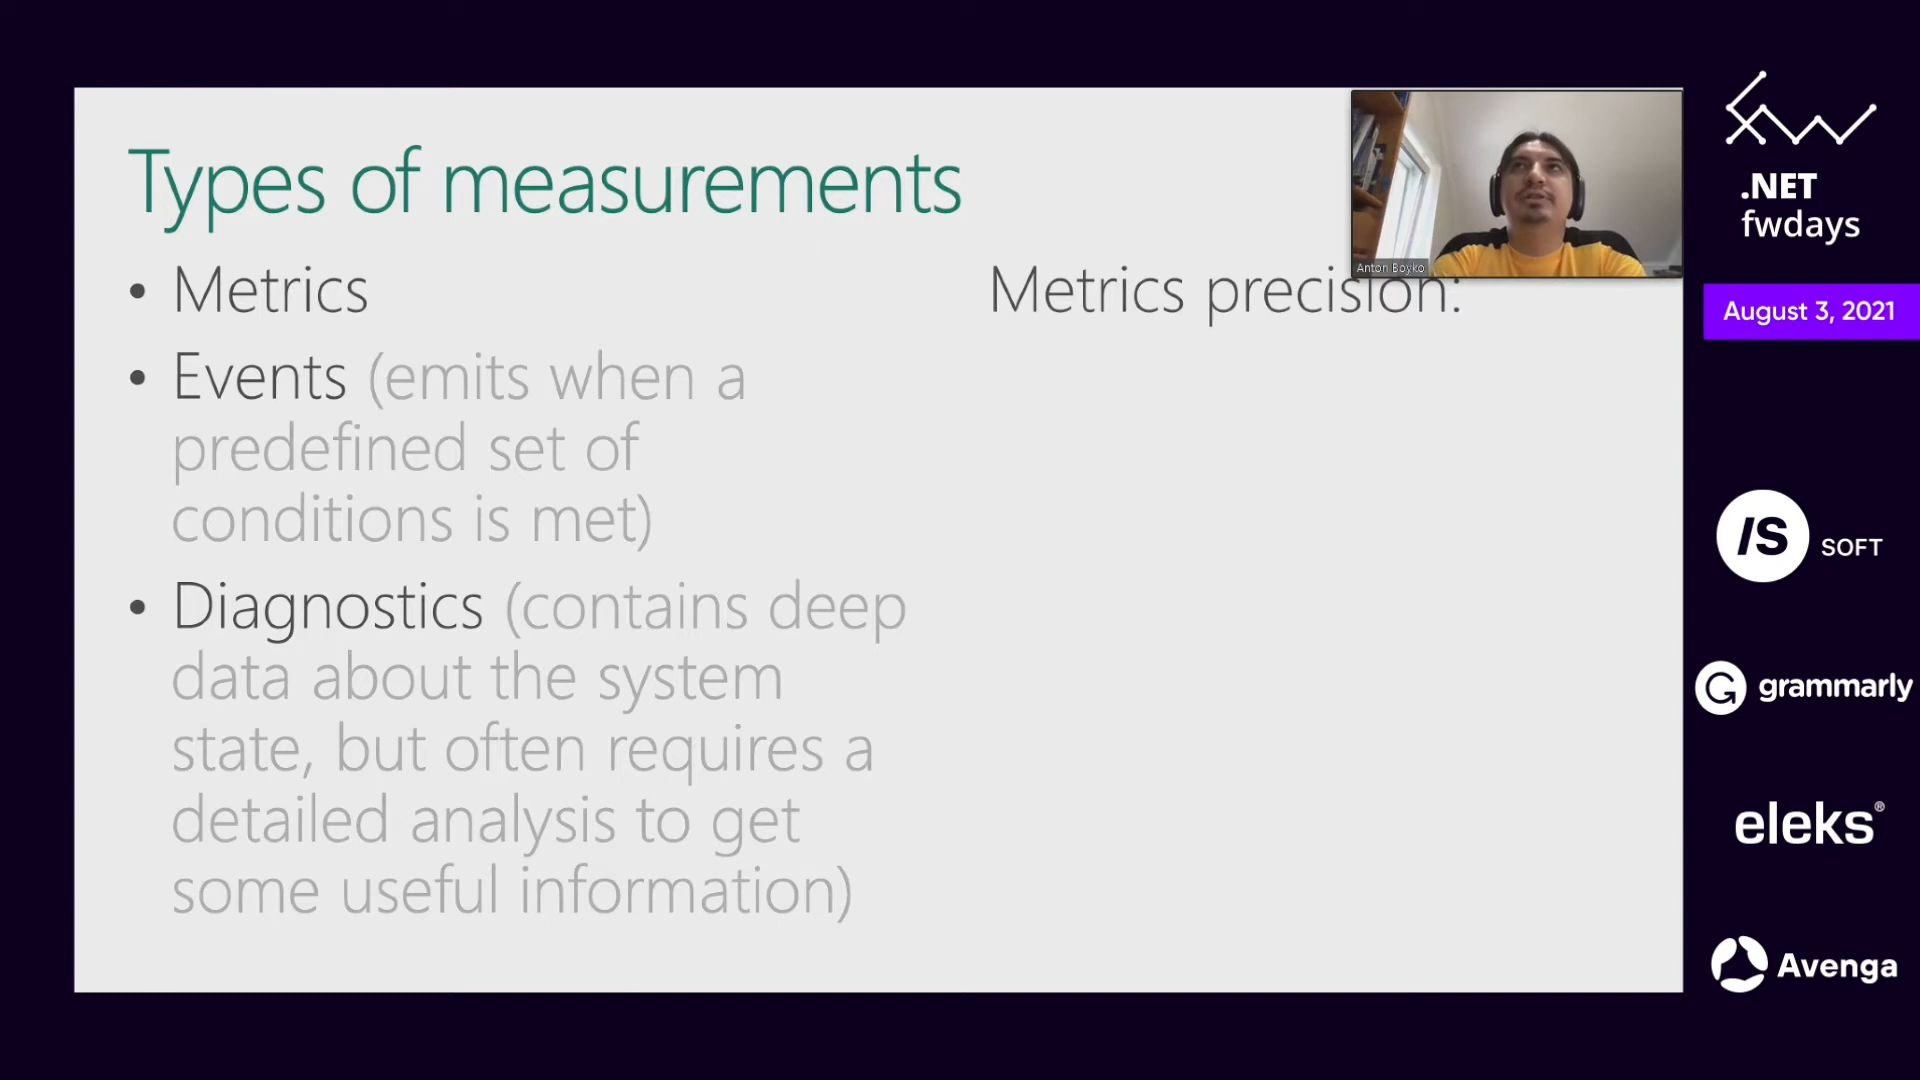 Types of measurements
• Metrics
• Events (emits when a
predefined set of
conditions is met)
• Diagnostics (contains deep
data about the system
state, but often requires a
detailed analysis to get
some useful information)
Metrics precision:
Anton Boyko
.NET
fwdays
August 3, 2021
/S SOFT
grammarly
eleks®
Avenga